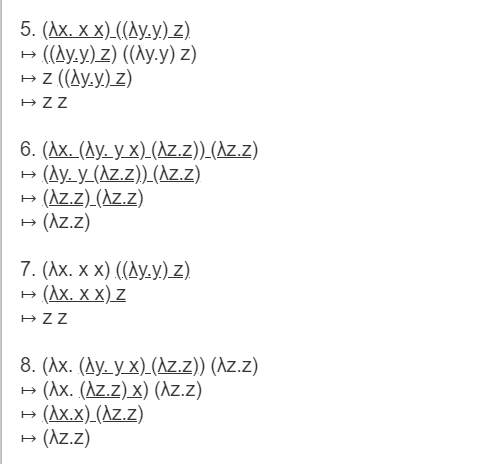 5. (λx. x x) ((λy.y) z)
↦ ((λy.y) z) ((λy.y) z)
↦ z ((λy.y) z)
↦ z z
6. (λx. (λy. y x) (λz.z)) (λz.z)
↦ (λy. y (λz.z)) (λz.z)
↦ (λz.z) (λz.z)
↦ (λz.z)
7. (λx. x x) ((λy.y) z)
↦ (λx. x x) z
↦ z z
8. (λx. (λy. y x) (λz.z)) (λz.z)
↦ (λx. (λz.z) x) (λz.z)
↦ (λx.x) (λz.z)
↦ (λz.z)